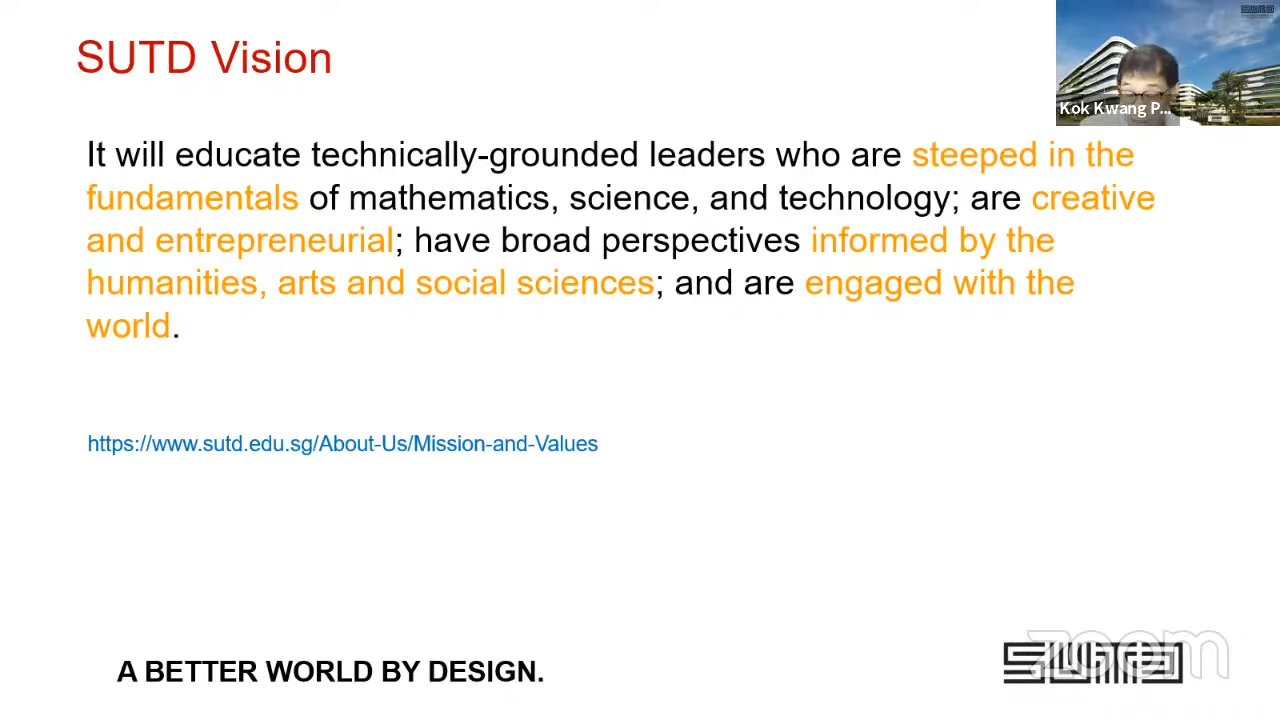 SUTD Vision
Kok Kwang P...
It will educate technically-grounded leaders who are steeped in the
fundamentals of mathematics, science, and technology; are creative
and entrepreneurial; have broad perspectives informed by the
humanities, arts and social sciences; and are engaged with the
world.
https://www.sutd.edu.sg/About-Us/Mission-and-Values
A BETTER WORLD BY DESIGN.
SUTD
zoom